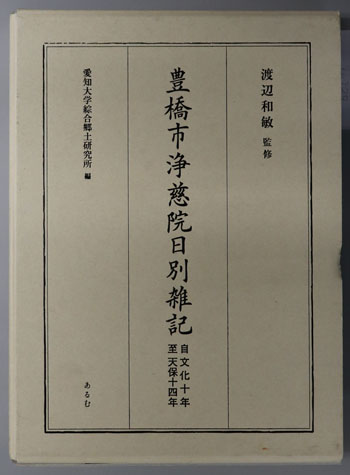 渡辺和敏 監修
豊橋市浄慈院日別雑記
自文化十年
至天保十四年
愛知大学綜合郷土研究所 編
あるむ